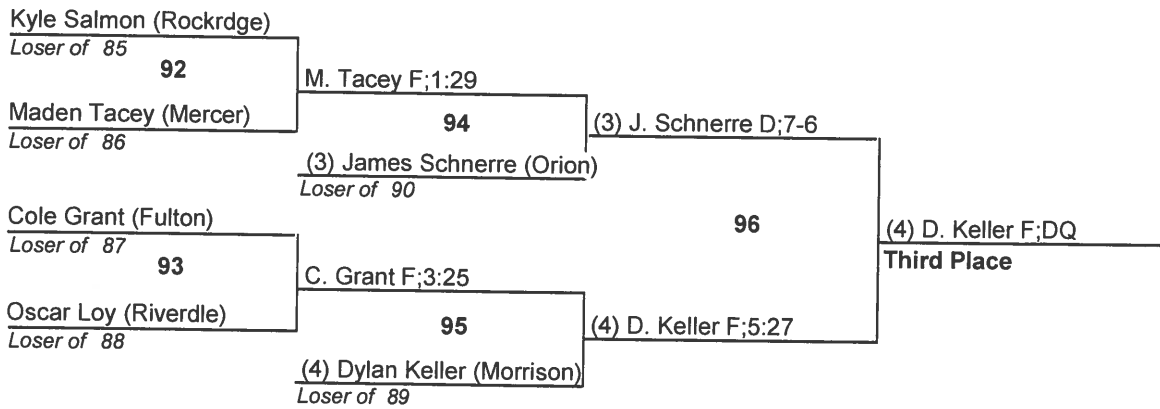 Kyle Salmon (Rockrdge)
Loser of 85
92
M. Tacey F;1:29
Maden Tacey (Mercer)
Loser of 86
94
(3) J. Schnerre D;7-6
(3) James Schnerre (Orion)
Loser of 90
Cole Grant (Fulton)
Loser of 87
96
(4) D. Keller F;DQ
Third Place
93
C. Grant F;3:25
Oscar Loy (Riverdle)
Loser of 88
95
(4) D. Keller F;5:27
(4) Dylan Keller (Morrison)
Loser of 89